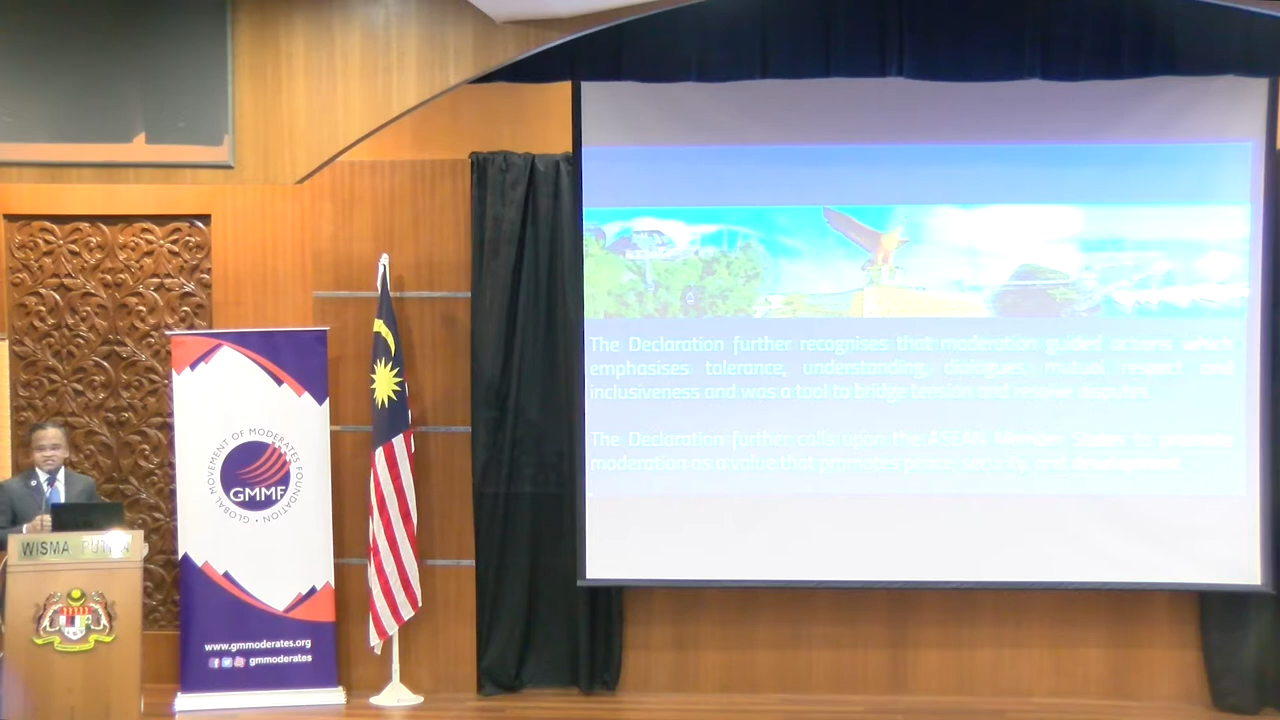 The Declaration further recognises that moderation guided actions which
emphasises tolerance, understanding, dialogues, mutual respect and
inclusiveness and was a tool to bridge tension and resolve disputes.
The Declaration further calls upon the ASEAN Member States to promote
moderation as a value that promotes peace, security, and development
GLOBAL MOVEMENT OF MODERATES FOUNDATION •
GMMF
WISMA PUTRA
www.gmmoderates.org
gmmoderates